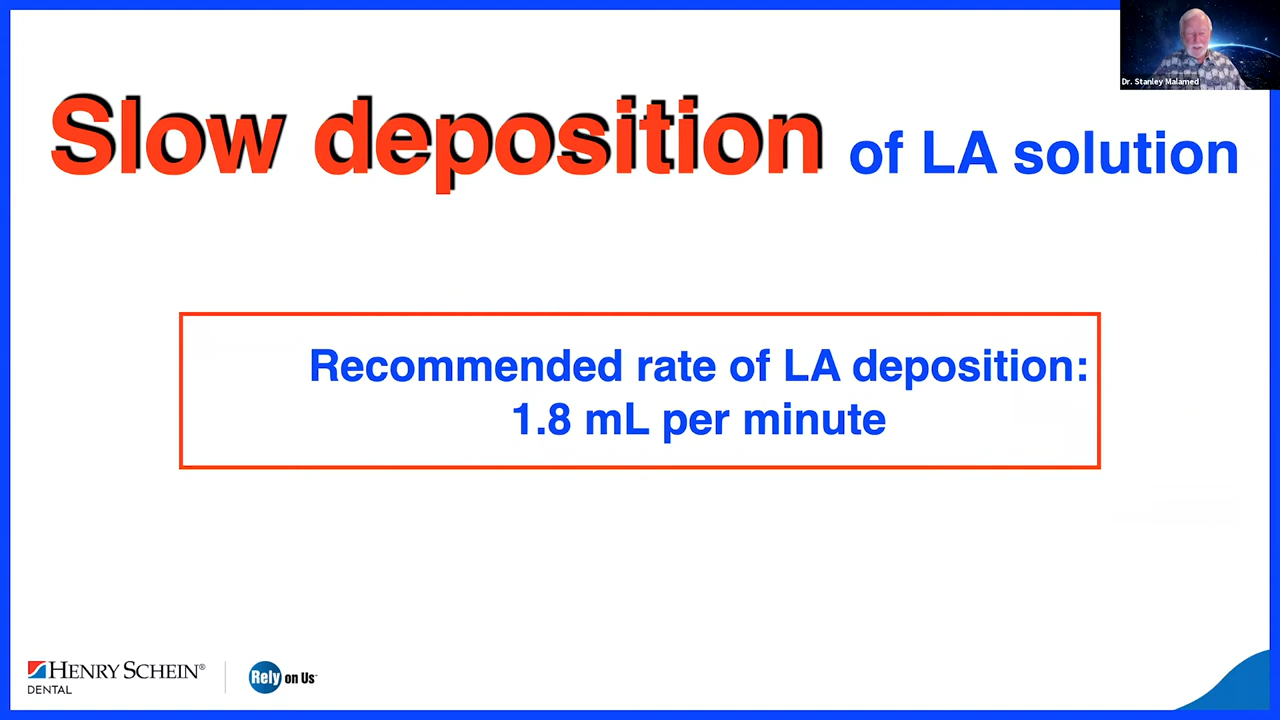 Dr. Stanley Malamed
Slow deposition of LA solution
Recommended rate of LA deposition:
1.8 mL per minute
HENRY SCHEIN®
DENTAL
Rely on Us™